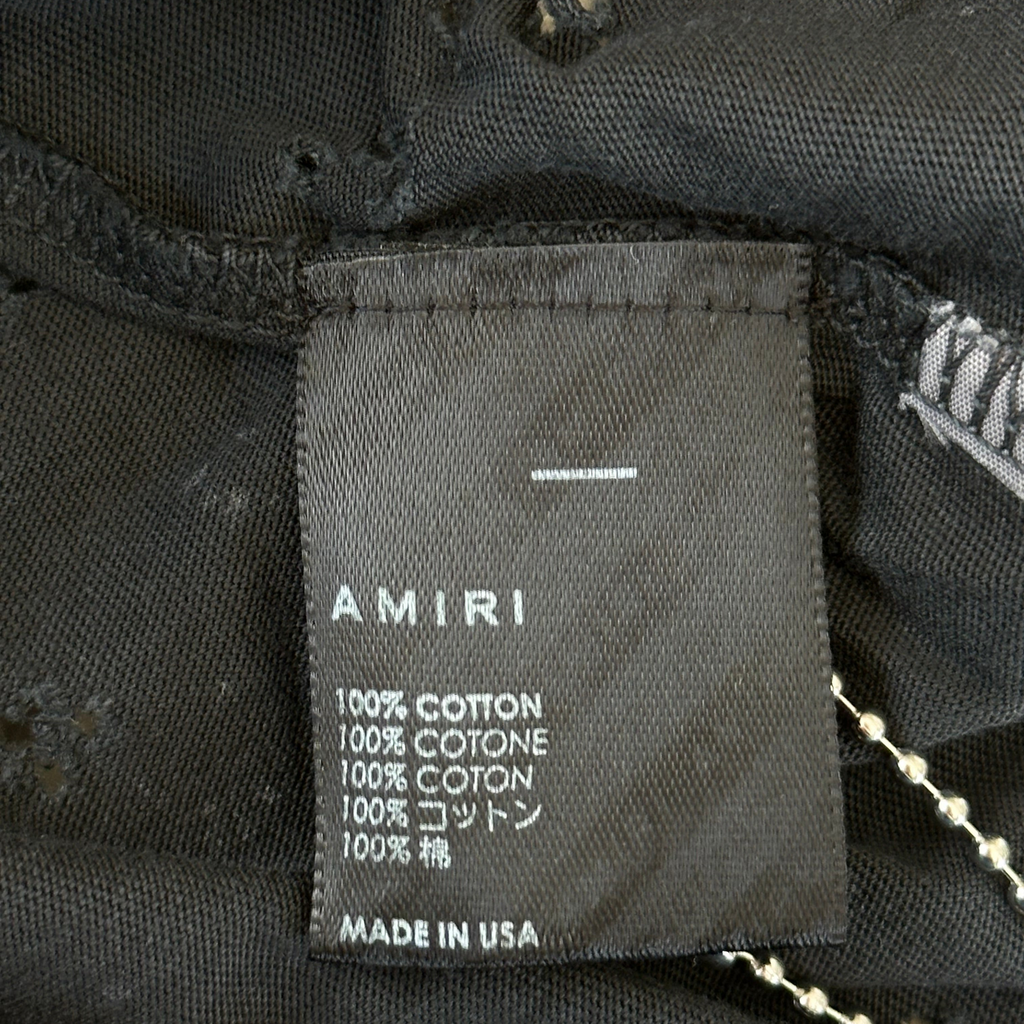 AMIRI
100% COTTON
100% COTONE
100% COTON
100% コットン
100% 棉
MADE IN USA